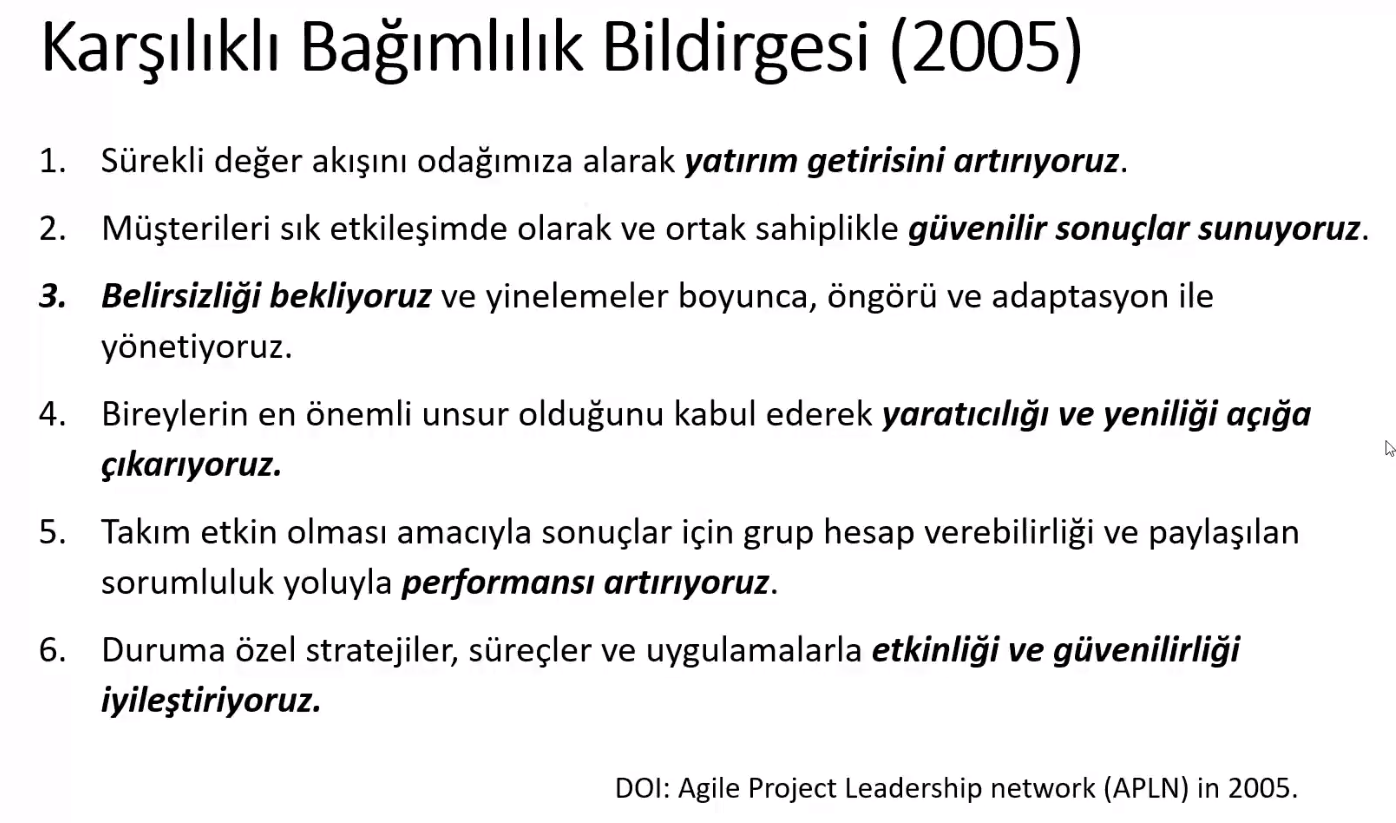 Karşılıklı Bağımlılık Bildirgesi (2005)
1. Sürekli değer akışını odağımıza alarak yatırım getirisini artırıyoruz.
2. Müşterileri sık etkileşimde olarak ve ortak sahiplikle güvenilir sonuçlar sunuyoruz.
3. Belirsizliği bekliyoruz ve yinelemeler boyunca, öngörü ve adaptasyon ile
yönetiyoruz.
4. Bireylerin en önemli unsur olduğunu kabul ederek yaratıcılığı ve yeniliği açığa
çıkarıyoruz.
5. Takım etkin olması amacıyla sonuçlar için grup hesap verebilirliği ve paylaşılan
sorumluluk yoluyla performansı artırıyoruz.
6. Duruma özel stratejiler, süreçler ve uygulamalarla etkinliği ve güvenilirliği
iyileştiriyoruz.
DOI: Agile Project Leadership network (APLN) in 2005.